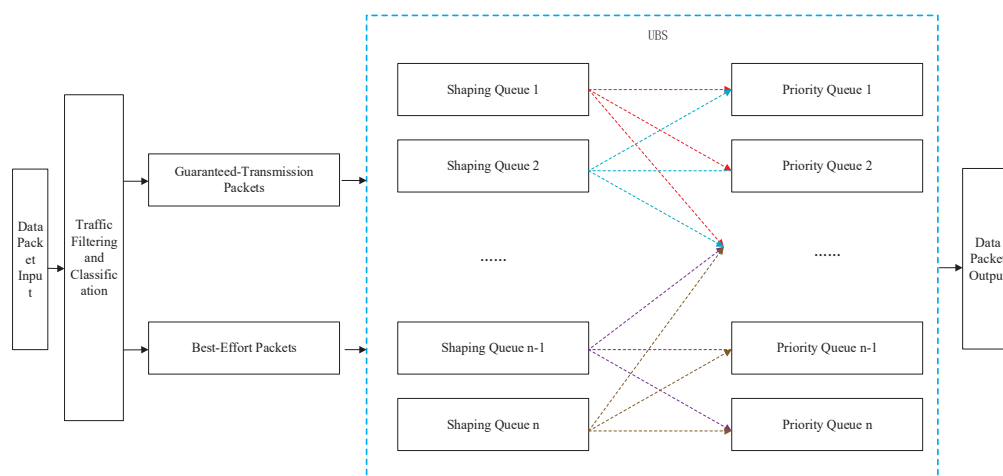 UBS
Data
Pack
et
Inpu
t
Traffic
Filtering
and
Classific
ation
Guaranteed-Transmission
Packets
Best-Effort Packets
Shaping Queue 1
Shaping Queue 2
......
Shaping Queue n-1
Shaping Queue n
Priority Queue 1
Priority Queue 2
......
Priority Queue n-1
Priority Queue n
Data
Packet
Output